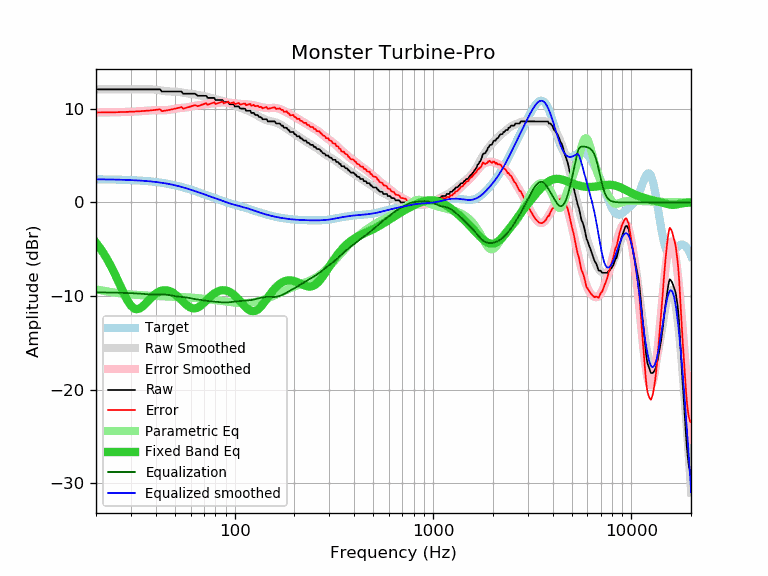 Monster Turbine-Pro
Amplitude (dBr)
10
0
−10
−20
−30
Target
Raw Smoothed
Error Smoothed
Raw
Error
Parametric Eq
Fixed Band Eq
Equalization
Equalized smoothed
100
1000
10000
Frequency (Hz)